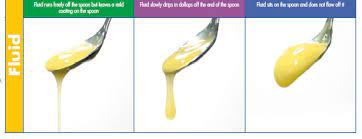 Fluid runs freely off the spoon but leaves a mild
coating on the spoon
Fluid slowly drips in dollops off the end of the spoon
Fluid sits on the spoon and does not flow off it
Fluid